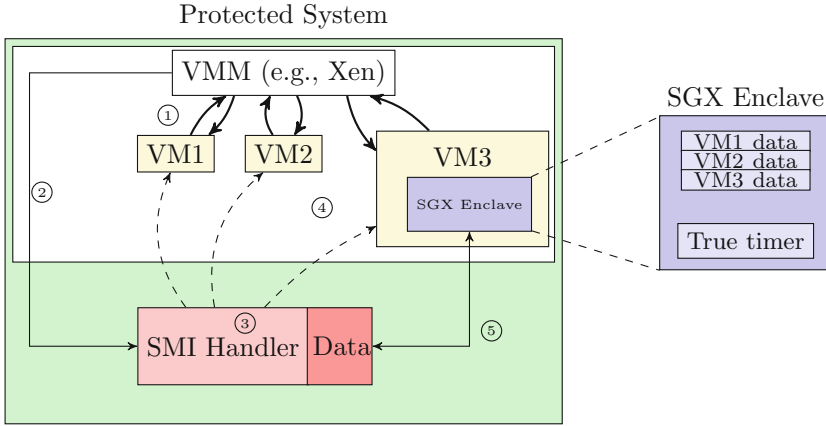 Protected System
VMM (e.g., Xen)
SGX Enclave
①
VM1
VM2
VM3
VM1 data
VM2 data
VM3 data
②
④
SGX Enclave
True timer
③
⑤
SMI Handler
Data